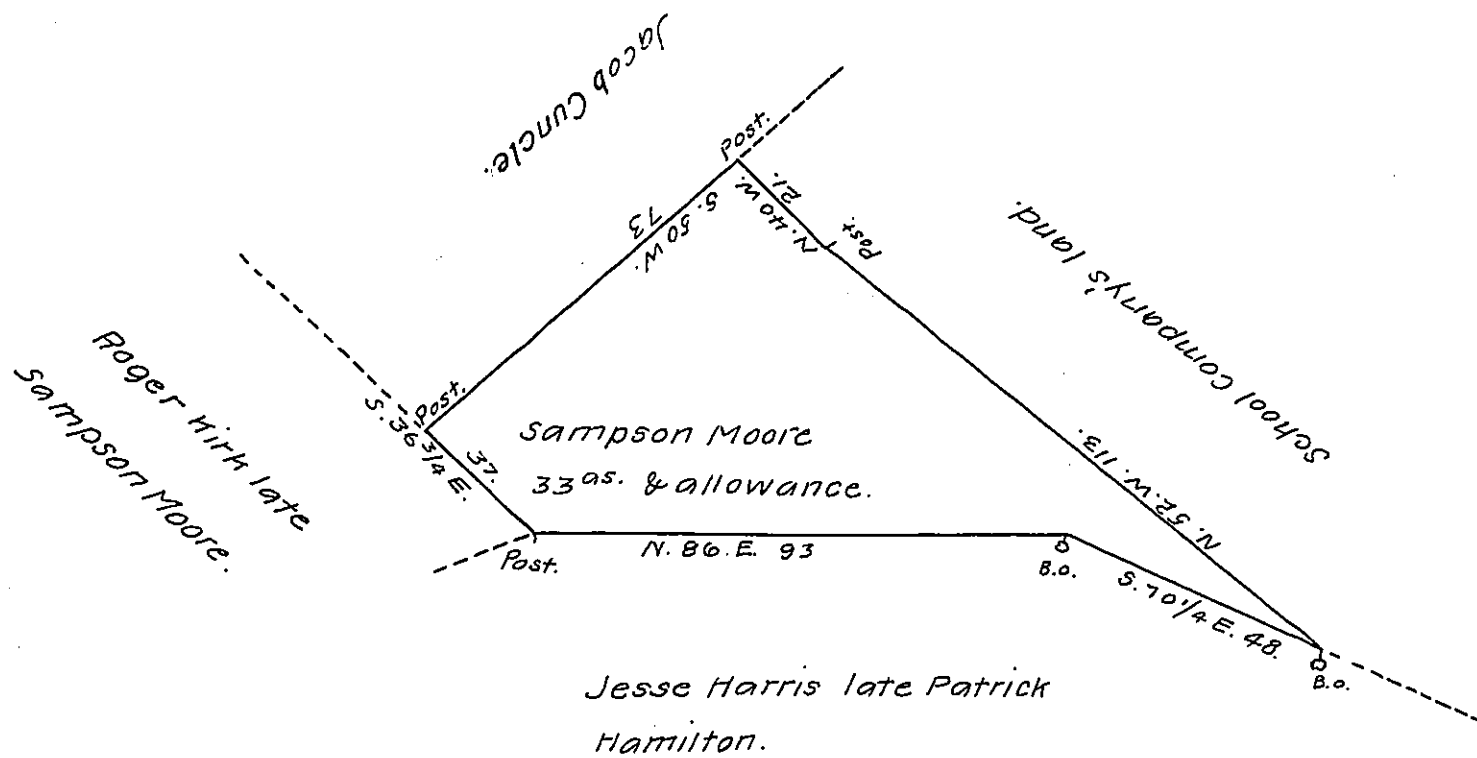 Jacob Cuncle.
Post.
21.
N. 40 W.
Post.
S. 50 W.
73
School Company's land.
N. 52. W. 113.
Roger Kirk late
Sampson Moore.
Post.
S. 36 3/4 E.
37.
Sampson Moore
33 as. & allowance.
Post.
N. 86. E. 93
B.o.
S. 70 1/4 E. 48.
B.o.
Jesse Harris late Patrick
Hamilton.